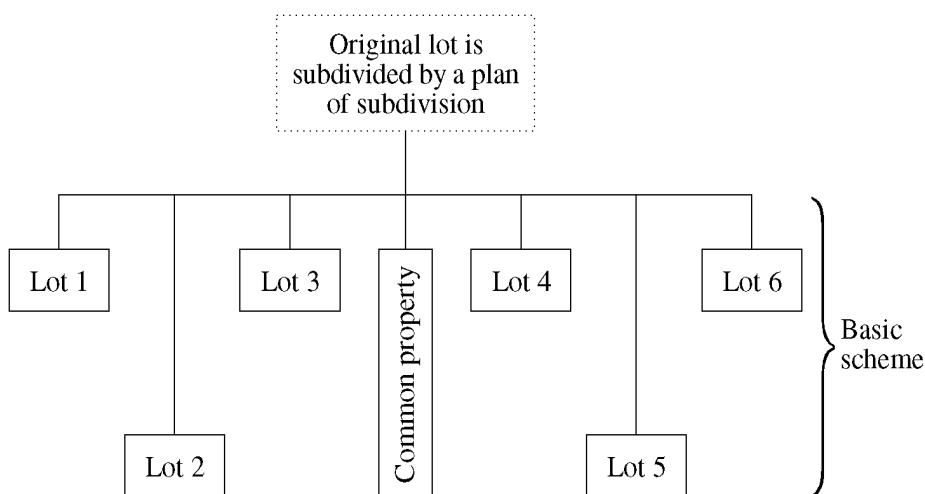 Original lot is
subdivided by a plan
of subdivision
Lot 1
Lot 3
Common property
Lot 4
Lot 6
Basic
scheme
Lot 2
Lot 5